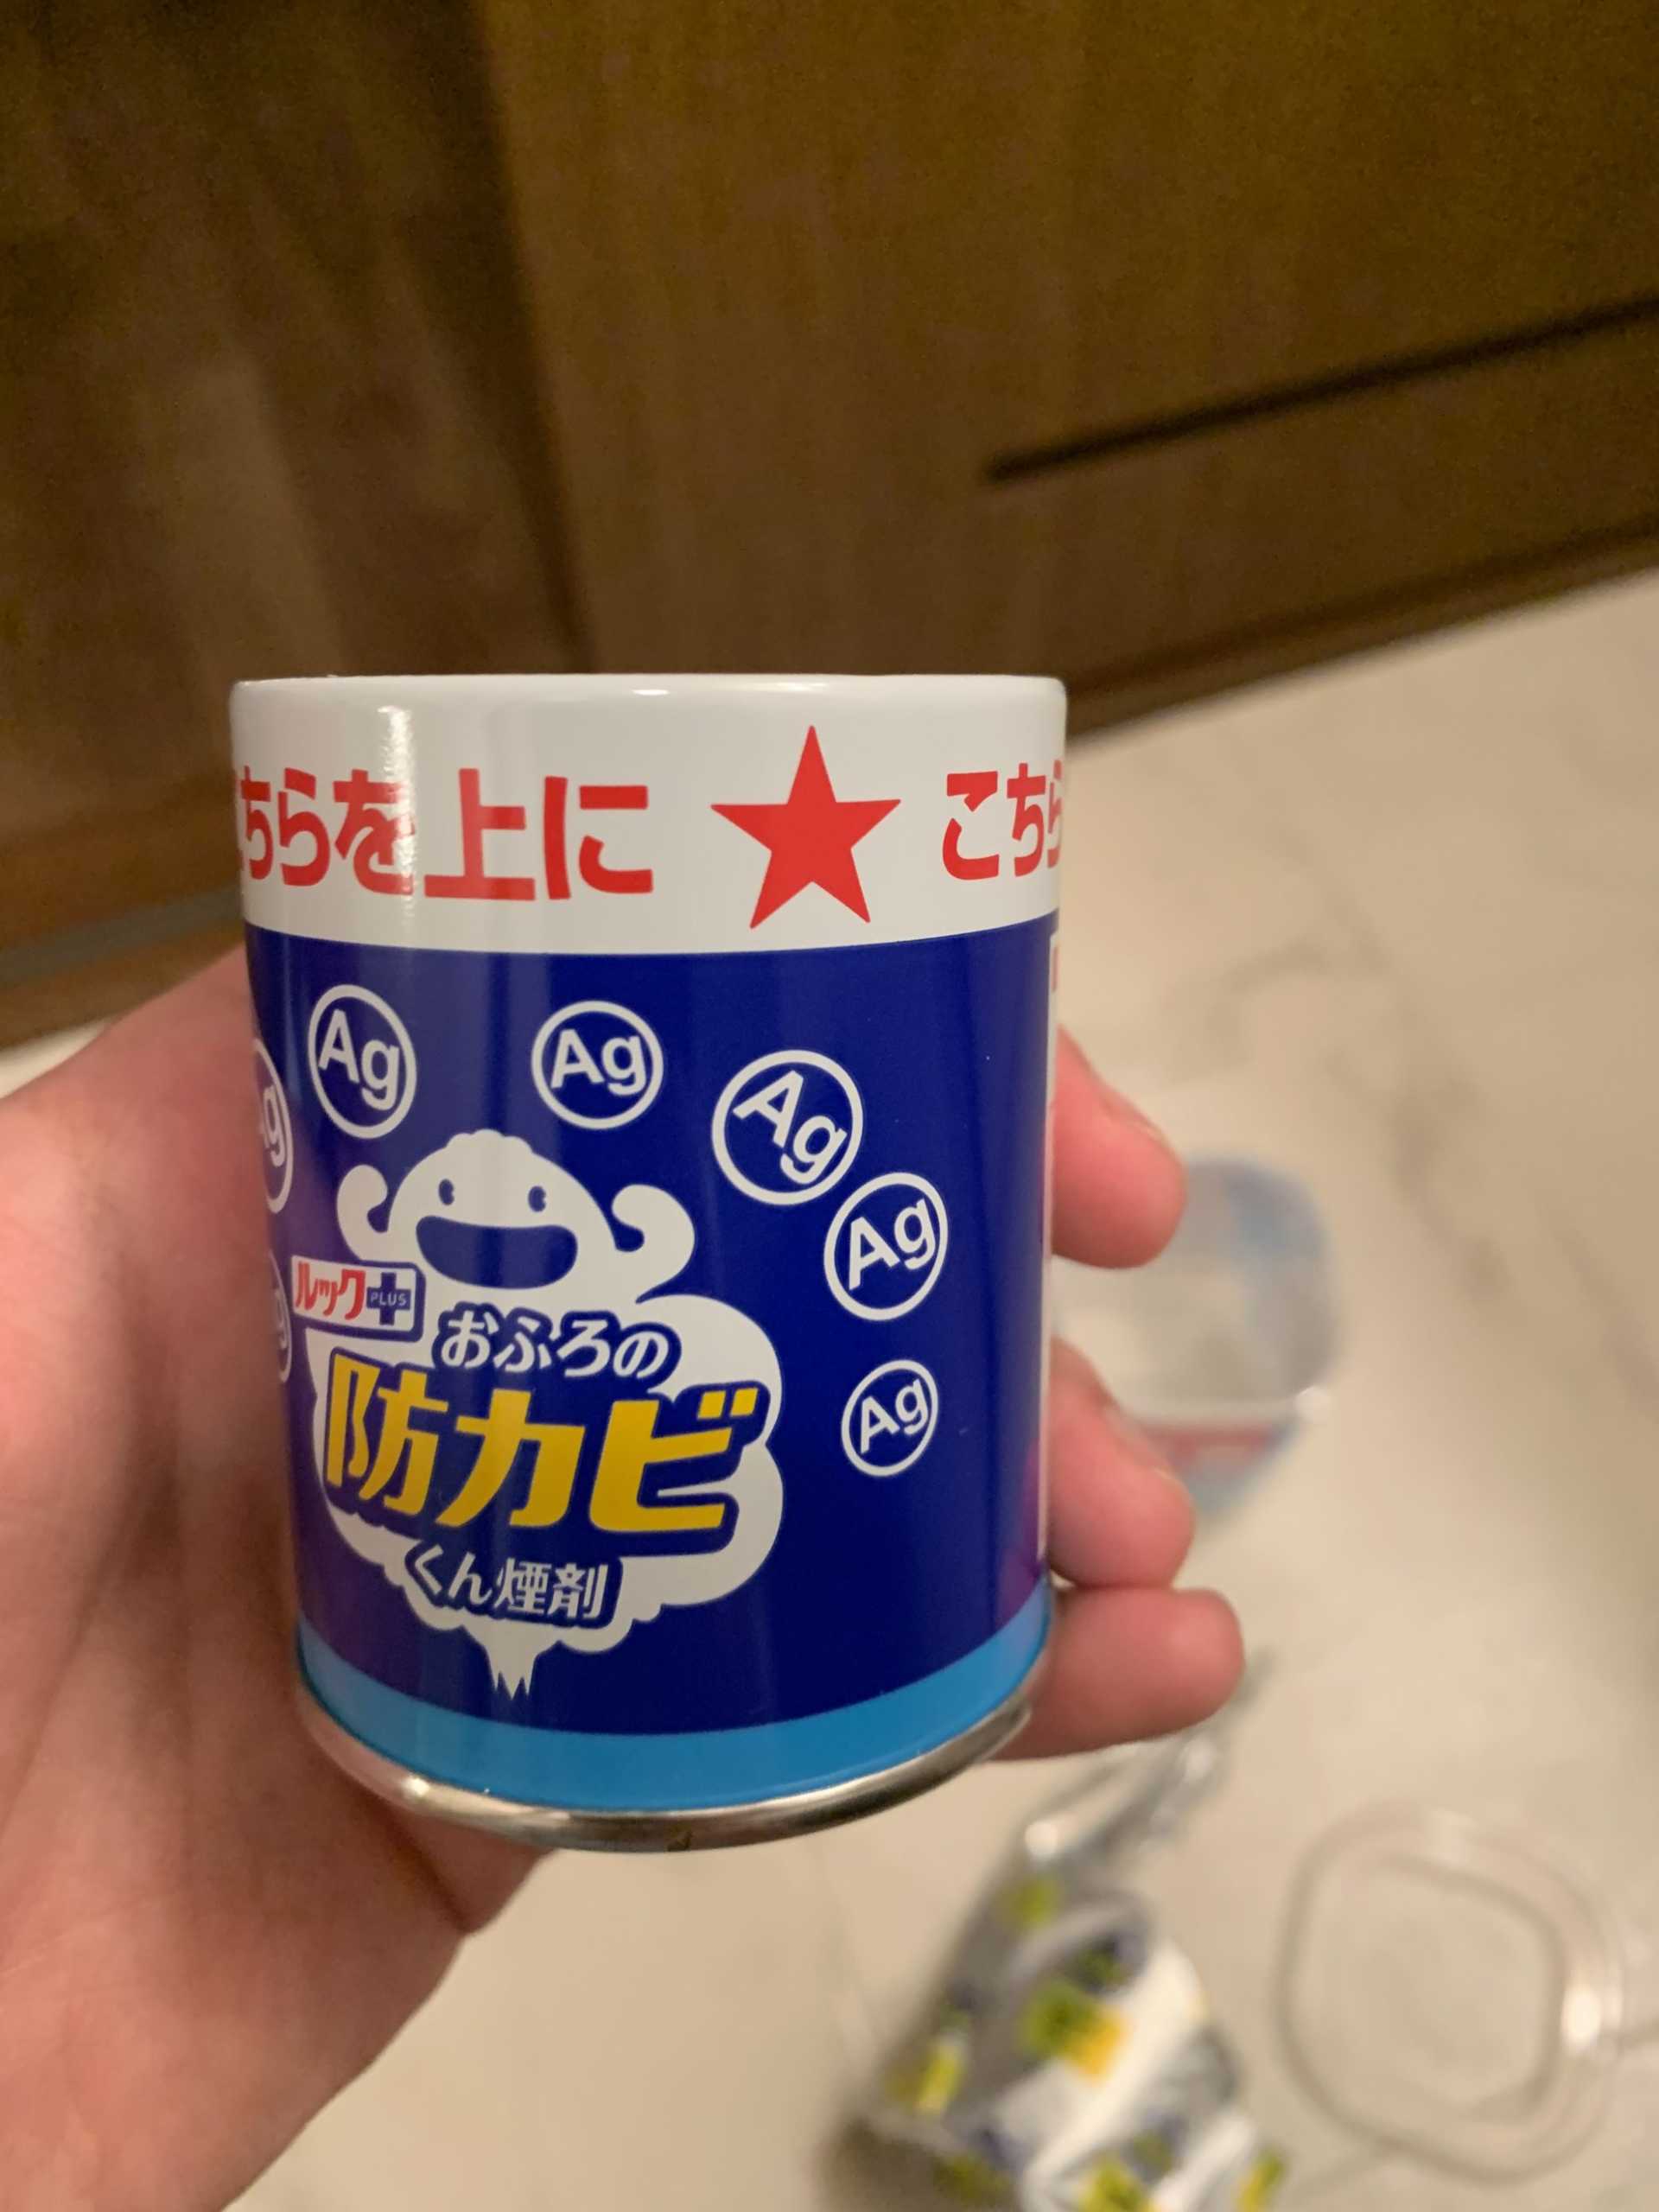 ちらを上に ★ こちら
Ag Ag Ag
Ag
Ag
ルック PLUS
おふろの
防カビ
くん煙剤